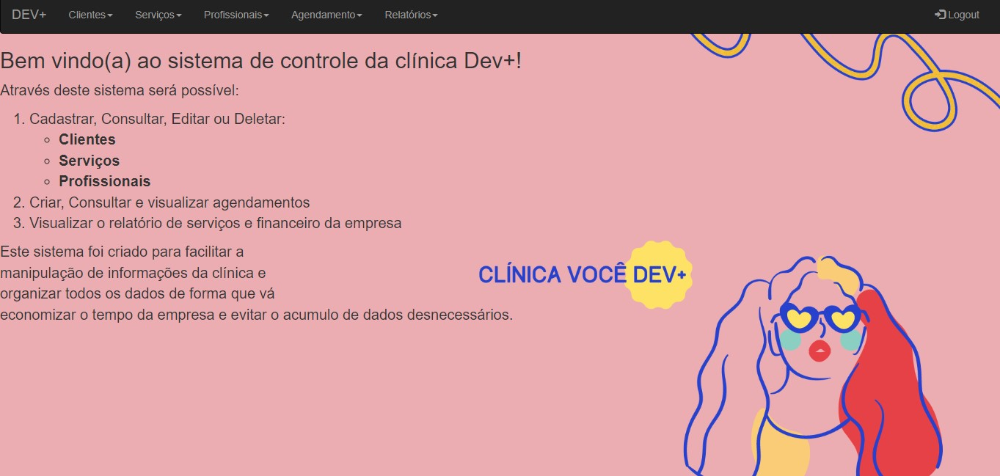 DEV+ Clientes Serviços Profissionais Agendamento Relatórios Logout
Bem vindo(a) ao sistema de controle da clínica Dev+!
Através deste sistema será possível:
1. Cadastrar, Consultar, Editar ou Deletar:
Clientes
Serviços
Profissionais
2. Criar, Consultar e visualizar agendamentos
3. Visualizar o relatório de serviços e financeiro da empresa
Este sistema foi criado para facilitar a
manipulação de informações da clínica e
organizar todos os dados de forma que vá
economizar o tempo da empresa e evitar o acumulo de dados desnecessários.
CLÍNICA VOCÊ DEV+